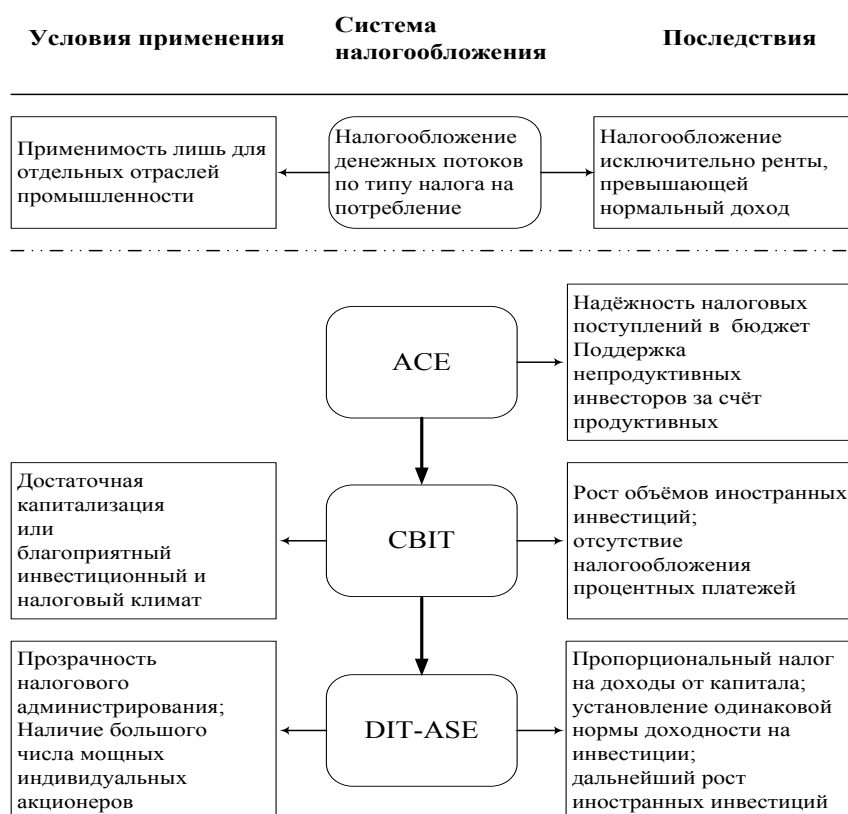 Условия применения
Система
налогообложения
Последствия
Применимость лишь для
отдельных отраслей
промышленности
Налогообложение
денежных потоков
по типу налога на
потребление
Налогообложение
исключительно ренты,
превышающей
нормальный доход
ACE
Надёжность налоговых
поступлений в бюджет
Поддержка
непродуктивных
инвесторов за счёт
продуктивных
Достаточная
капитализация
или
благоприятный
инвестиционный и
налоговый климат
CBIT
Рост объёмов иностранных
инвестиций;
отсутствие
налогообложения
процентных платежей
Прозрачность
налогового
администрирования;
Наличие большого
числа мощных
индивидуальных
акционеров
DIT-ASE
Пропорциональный налог
на доходы от капитала;
установление одинаковой
нормы доходности на
инвестиции;
дальнейший рост
иностранных инвестиций